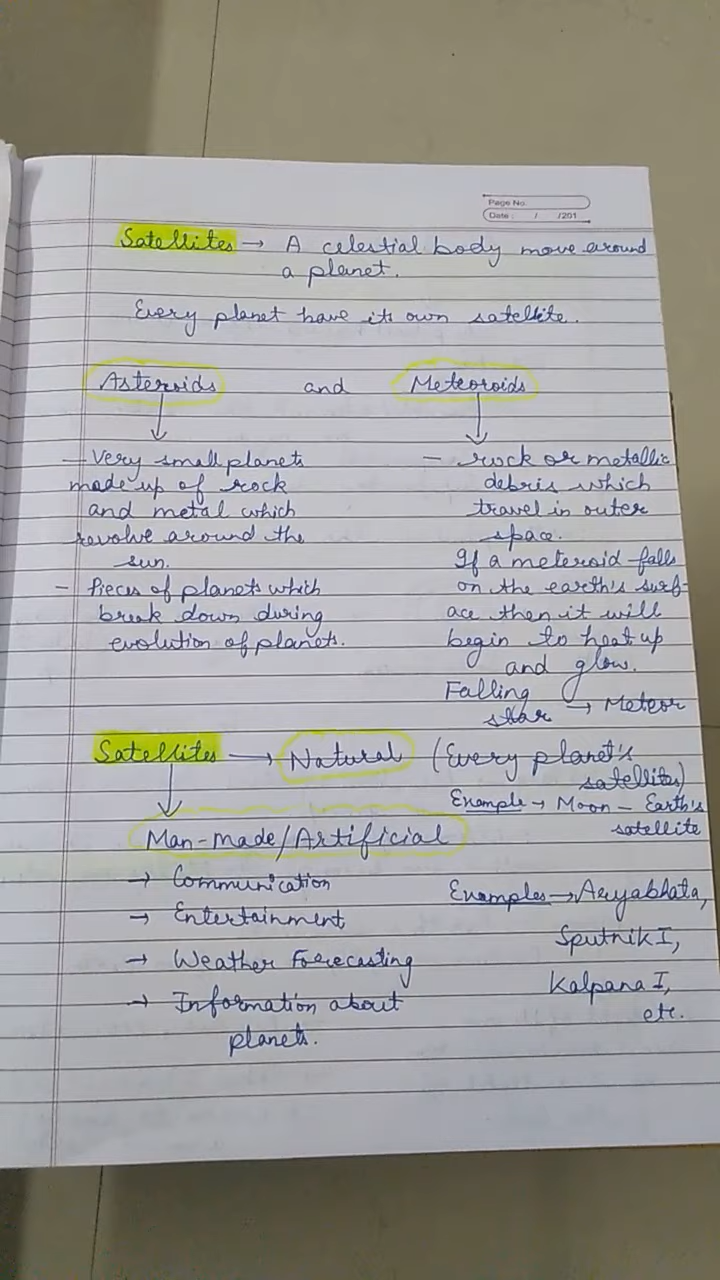 Page No.
Date : / /201
Satellites → A celestial body move around
a planet.
Every planet have its own satellite.
Asteroids and Meteoroids
- Very small planets
made up of rock
and metal which
revolve around the
sun.
- Pieces of planets which
break down during
evolution of planets.
- rock or metallic
debris which
travel in outer
space.
If a meteroid falls
on the earth's surf-
ace then it will
begin to heat up
and glow.
Falling
star → Meteor
Satellites → Natural (Every planet's
satellites)
Example → Moon - Earth's
satellite
Man-made/Artificial
→ Communication
→ Entertainment
→ Weather Forecasting
→ Information about
planets.
Examples → Aryabhata,
Sputnik I,
Kalpana I,
etc.